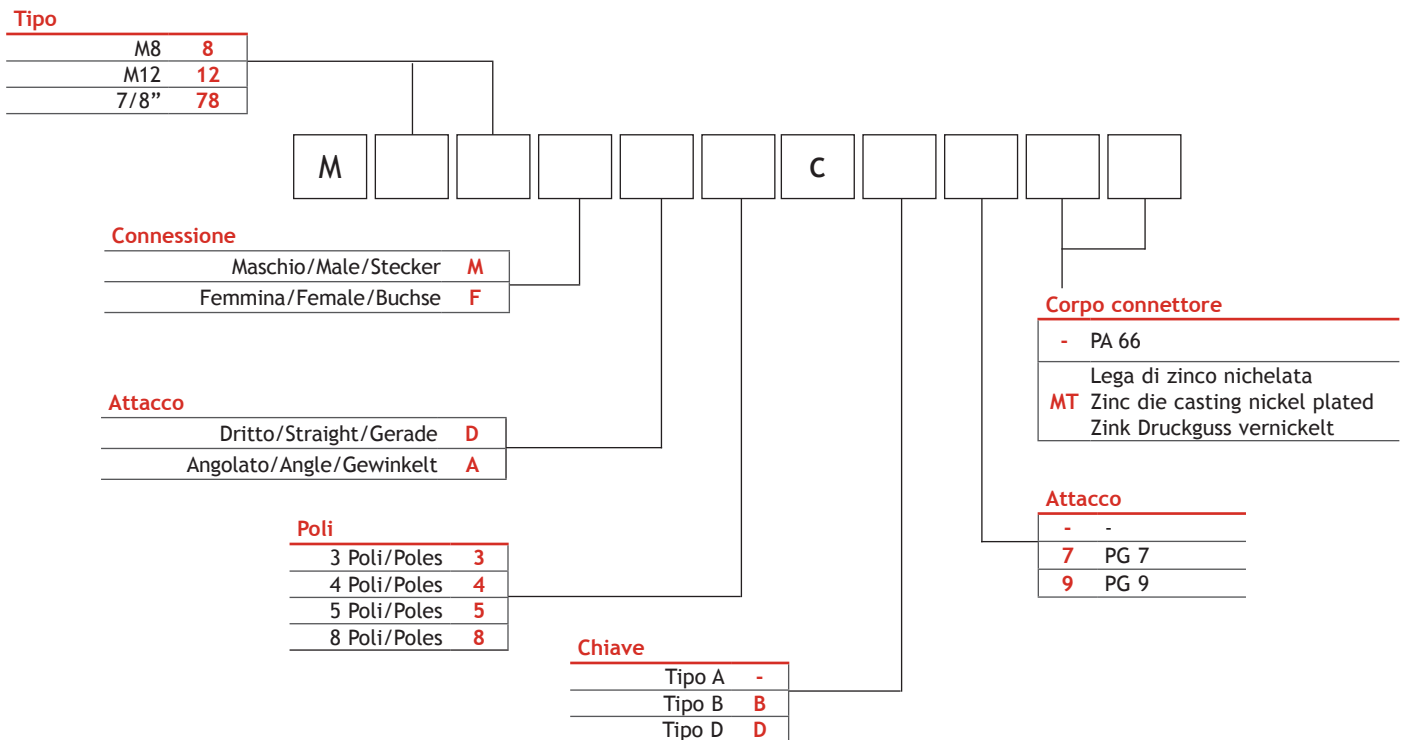 Tipo
M8 8
M12 12
7/8” 78
M C
Connessione
Maschio/Male/Stecker M
Femmina/Female/Buchse F
Corpo connettore
- PA 66
Lega di zinco nichelata
MT Zinc die casting nickel plated
Zink Druckguss vernickelt
Attacco
Dritto/Straight/Gerade D
Angolato/Angle/Gewinkelt A
Attacco
- -
7 PG 7
9 PG 9
Poli
3 Poli/Poles 3
4 Poli/Poles 4
5 Poli/Poles 5
8 Poli/Poles 8
Chiave
Tipo A -
Tipo B B
Tipo D D